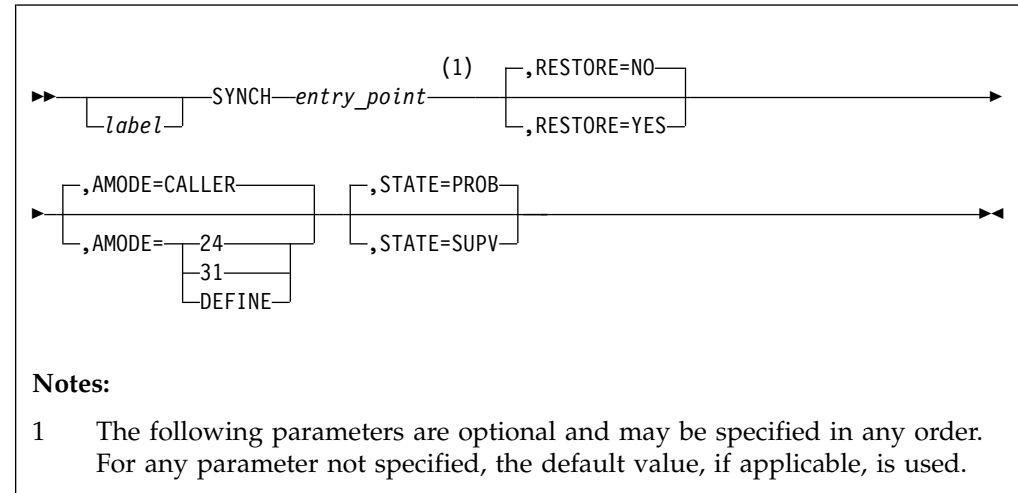 (1) ,RESTORE=NO
SYNCH entry_point
label ,RESTORE=YES
,AMODE=CALLER ,STATE=PROB
,AMODE= 24 ,STATE=SUPV
31
DEFINE
Notes:
1 The following parameters are optional and may be specified in any order.
For any parameter not specified, the default value, if applicable, is used.